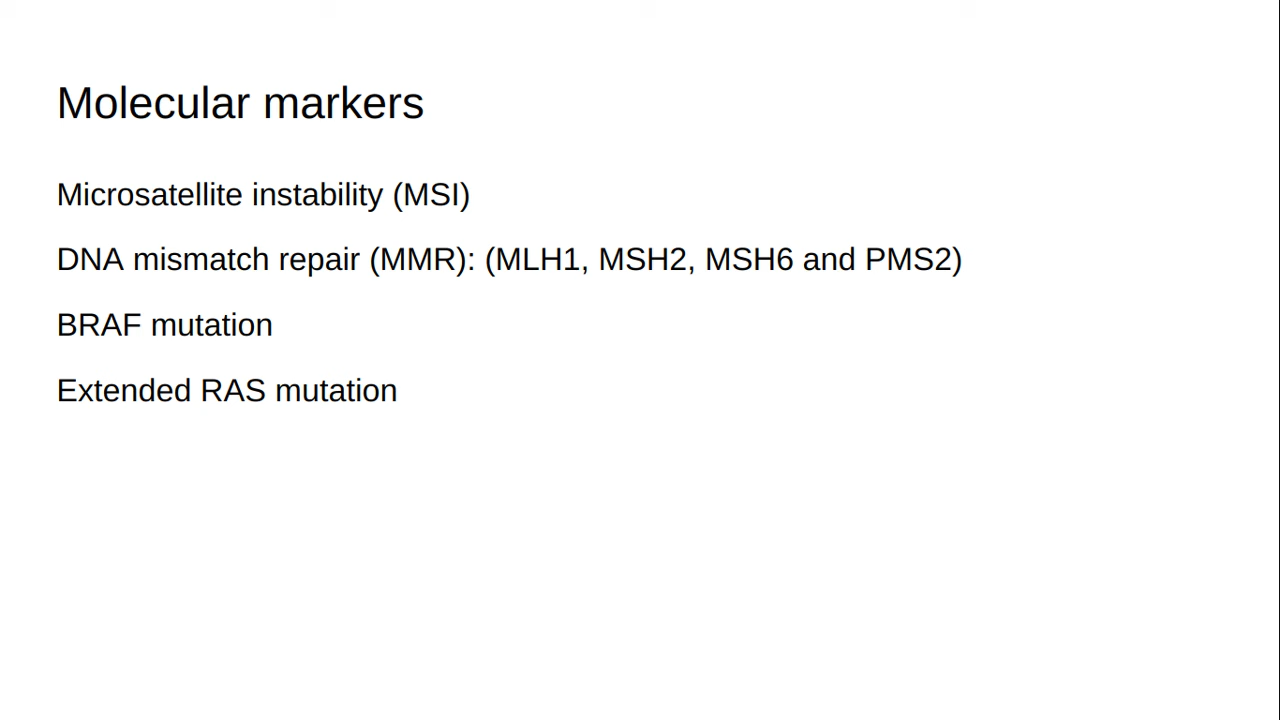 Molecular markers
Microsatellite instability (MSI)
DNA mismatch repair (MMR): (MLH1, MSH2, MSH6 and PMS2)
BRAF mutation
Extended RAS mutation